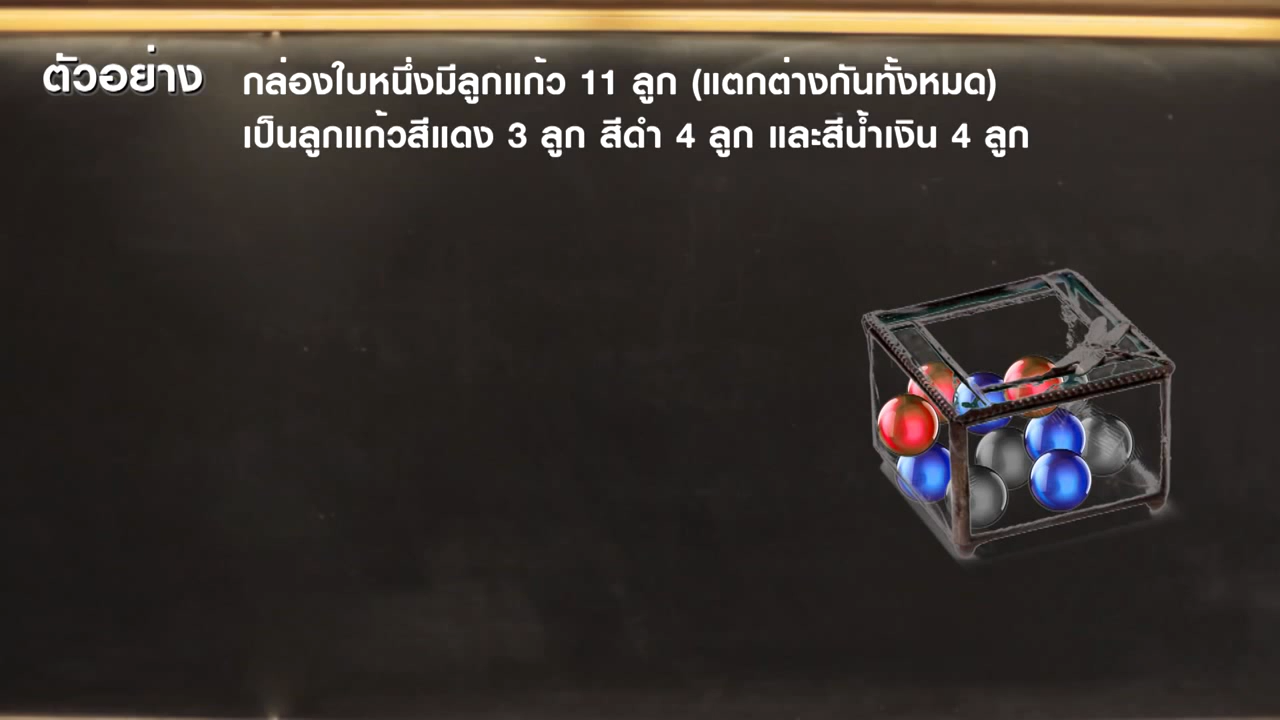 ตัวอย่าง กล่องใบหนึ่งมีลูกแก้ว 11 ลูก (แตกต่างกันทั้งหมด)
เป็นลูกแก้วสีแดง 3 ลูก สีดำ 4 ลูก และสีน้ำเงิน 4 ลูก